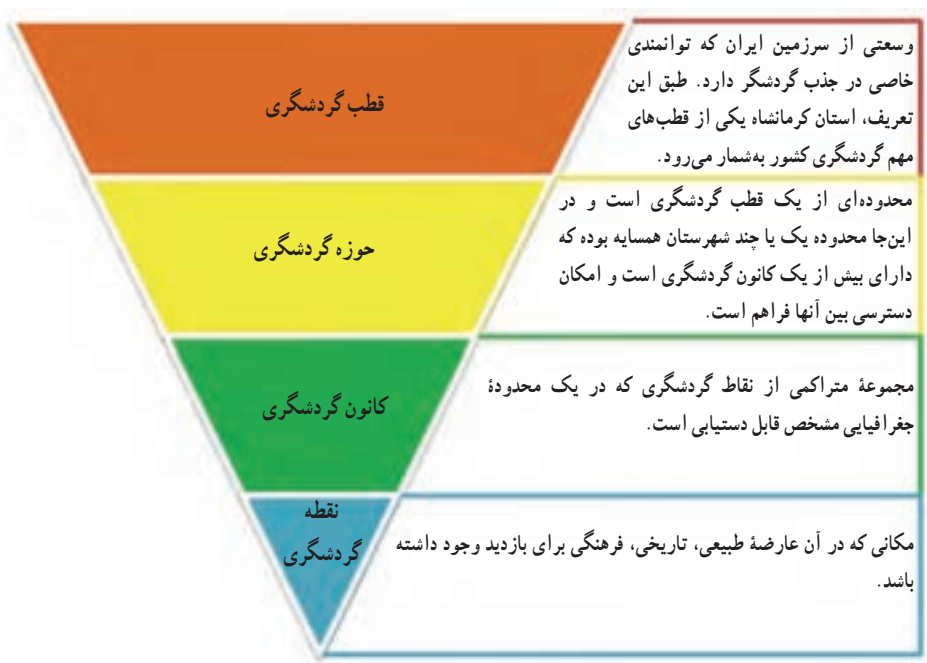 قطب گردشگری
وسعتی از سرزمین ایران که توانمندی
خاصی در جذب گردشگر دارد. طبق این
تعریف، استان کرمانشاه یکی از قطب‌های
مهم گردشگری کشور به‌شمار می‌رود.
حوزه گردشگری
محدوده‌ای از یک قطب گردشگری است و در
این‌جا محدوده یک یا چند شهرستان همسایه بوده که
دارای بیش از یک کانون گردشگری است و امکان
دسترسی بین آنها فراهم است.
کانون گردشگری
مجموعۀ متراکمی از نقاط گردشگری که در یک محدودۀ
جغرافیایی مشخص قابل دستیابی است.
نقطه
گردشگری
مکانی که در آن عارضۀ طبیعی، تاریخی، فرهنگی برای بازدید وجود داشته
باشد.